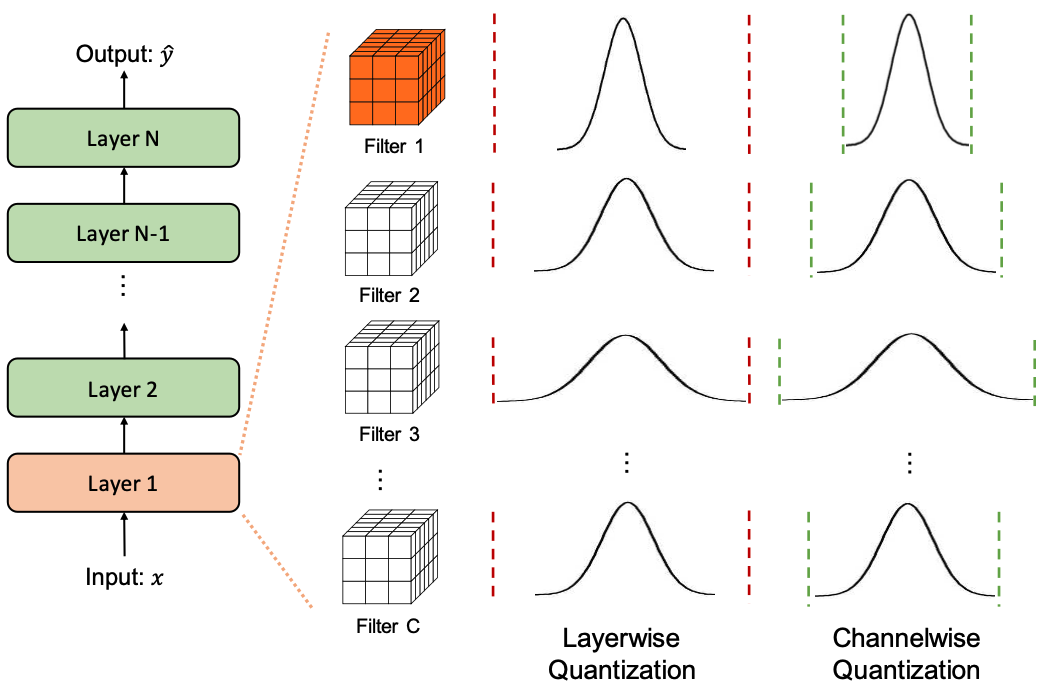 Output: ŷ
Layer N
Layer N-1
⋮
Layer 2
Layer 1
Input: x
Filter 1
Filter 2
Filter 3
⋮
Filter C
⋮
⋮
Layerwise
Quantization
Channelwise
Quantization